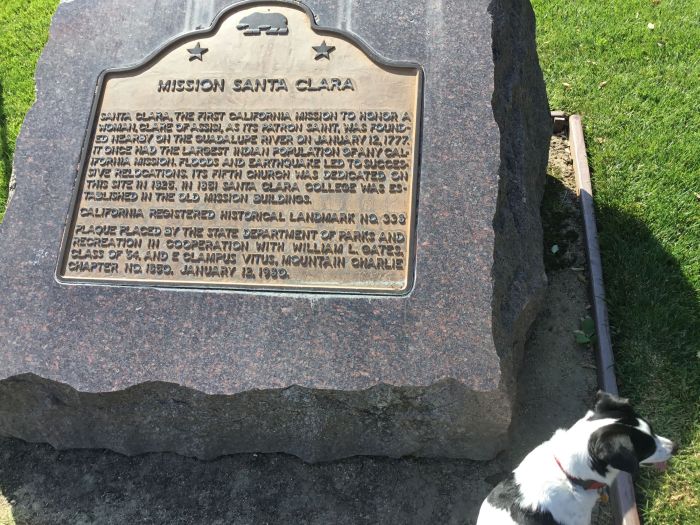 MISSION SANTA CLARA
SANTA CLARA, THE FIRST CALIFORNIA MISSION TO HONOR A
WOMAN, CLARE OF ASSISI, AS ITS PATRON SAINT, WAS FOUND-
ED NEARBY ON THE GUADALUPE RIVER ON JANUARY 12, 1777.
IT ONCE HAD THE LARGEST INDIAN POPULATION OF ANY CAL-
IFORNIA MISSION. FLOODS AND EARTHQUAKE LED TO SUCCES-
SIVE RELOCATIONS. ITS FIFTH CHURCH WAS DEDICATED ON
THIS SITE IN 1825. IN 1851 SANTA CLARA COLLEGE WAS ES-
TABLISHED IN THE OLD MISSION BUILDINGS.
CALIFORNIA REGISTERED HISTORICAL LANDMARK NO. 338
PLAQUE PLACED BY THE STATE DEPARTMENT OF PARKS AND
RECREATION IN COOPERATION WITH WILLIAM L. GATES,
CLASS OF '54, AND E CLAMPUS VITUS, MOUNTAIN CHARLIE
CHAPTER NO. 1850. JANUARY 12, 1980.